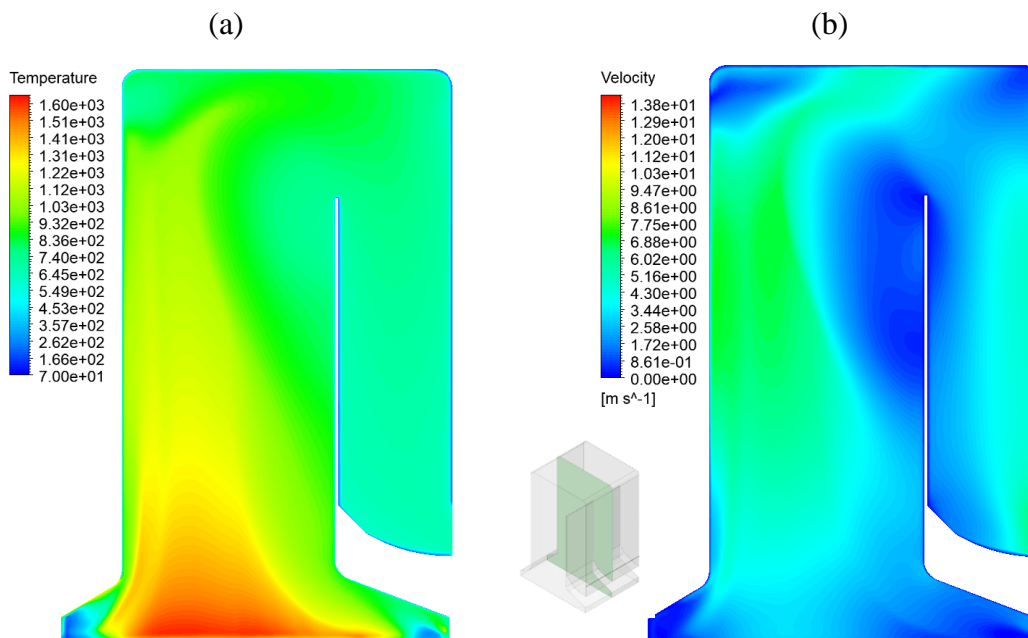 (a)
(b)
Temperature
1.60e+03
1.51e+03
1.41e+03
1.31e+03
1.22e+03
1.12e+03
1.03e+03
9.32e+02
8.36e+02
7.40e+02
6.45e+02
5.49e+02
4.53e+02
3.57e+02
2.62e+02
1.66e+02
7.00e+01
Velocity
1.38e+01
1.29e+01
1.21e+01
1.12e+01
1.03e+01
9.47e+00
8.61e+00
7.75e+00
6.88e+00
6.02e+00
5.16e+00
4.30e+00
3.44e+00
2.58e+00
1.72e+00
8.61e-01
0.00e+00
[m s^-1]